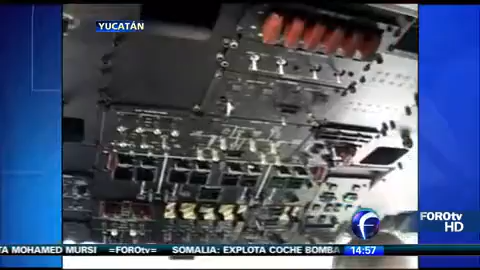 YUCATÁN
FOROtv
HD
14:57
TA MOHAMED MURSI =FOROtv= SOMALIA: EXPLOTA COCHE BOMBA